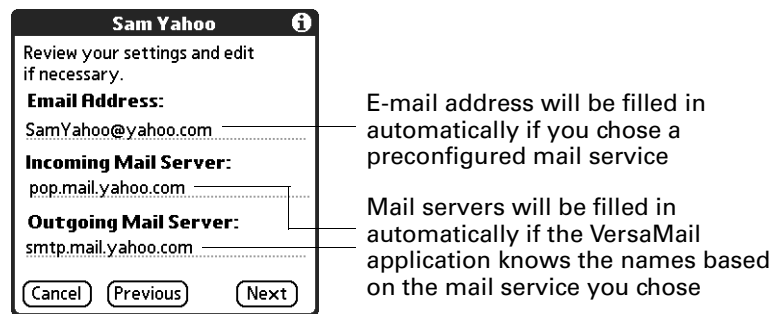 Sam Yahoo
Review your settings and edit
if necessary.
Email Address:
SamYahoo@yahoo.com
Incoming Mail Server:
pop.mail.yahoo.com
Outgoing Mail Server:
smtp.mail.yahoo.com
Cancel Previous Next
E-mail address will be filled in
automatically if you chose a
preconfigured mail service
Mail servers will be filled in
automatically if the VersaMail
application knows the names based
on the mail service you chose